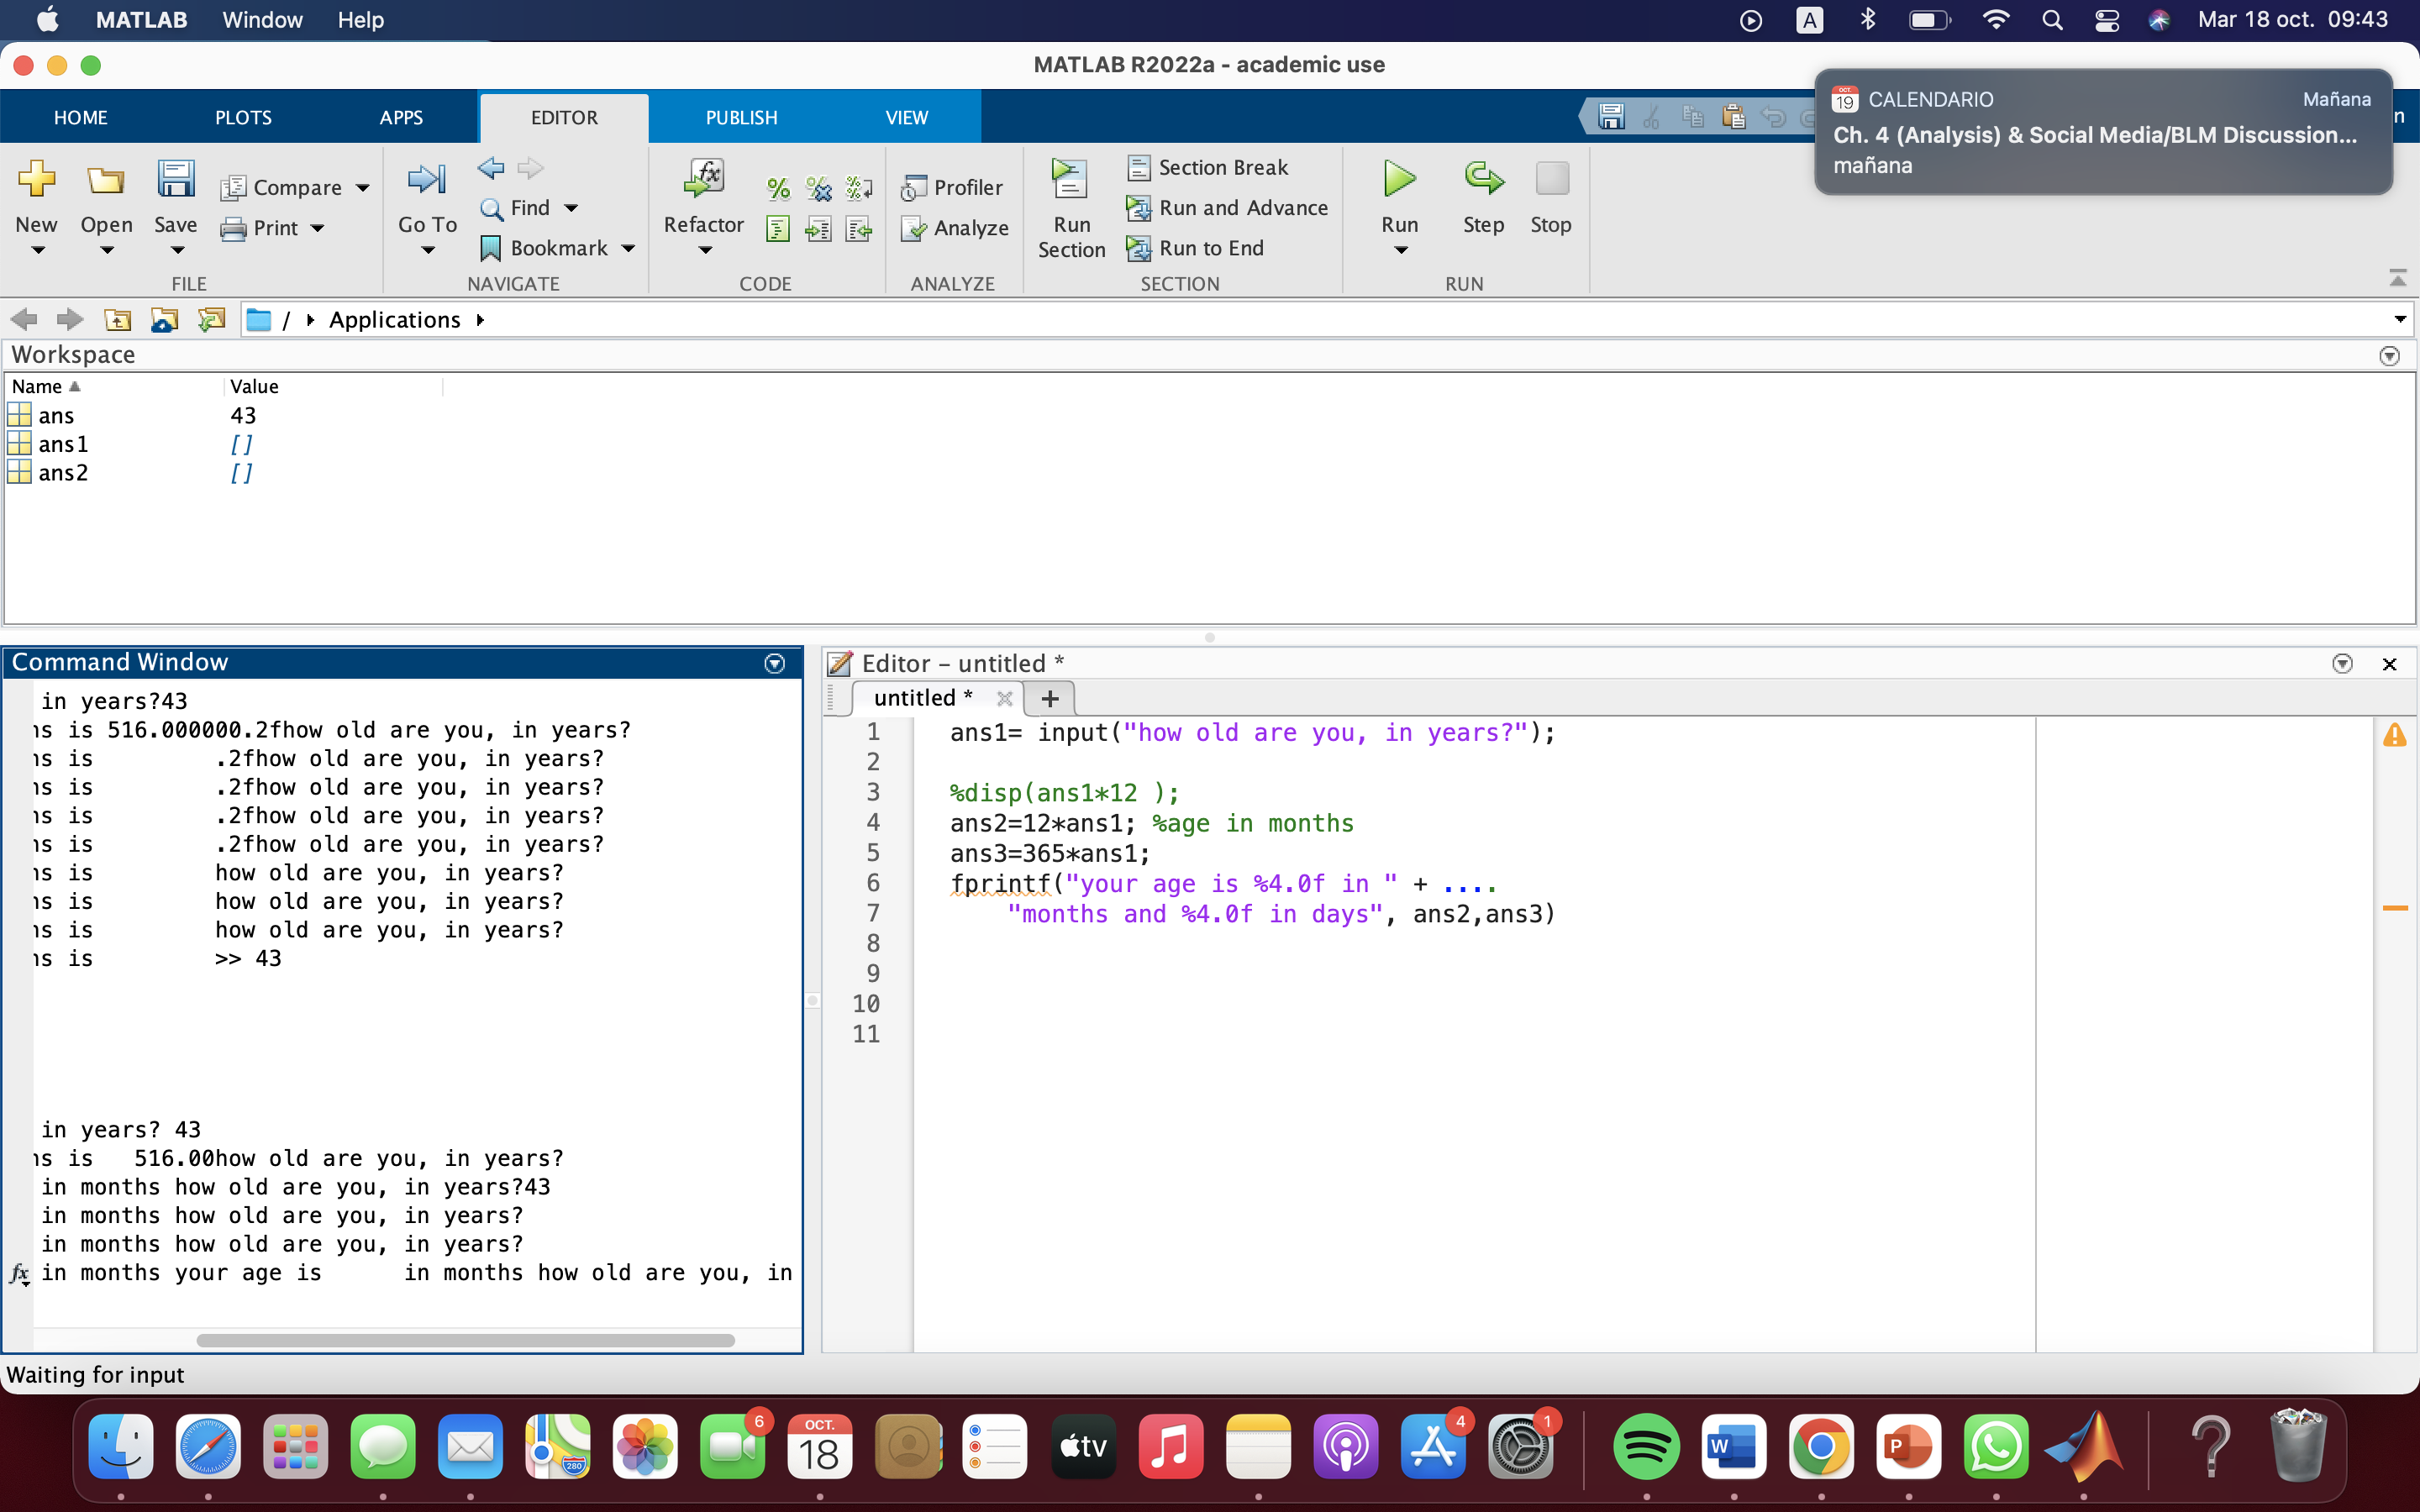 MATLAB Window Help
A
Mar 18 oct. 09:43
MATLAB R2022a - academic use
HOME PLOTS APPS EDITOR PUBLISH VIEW
OCT. 19 CALENDARIO Mañana
Ch. 4 (Analysis) & Social Media/BLM Discussion...
mañana
n
New Open Save Compare Print
FILE
Go To Find Bookmark
NAVIGATE
Refactor
CODE
Profiler
Analyze
ANALYZE
Run Section
Section Break
Run and Advance
Run to End
SECTION
Run Step Stop
RUN
/ Applications
Workspace
Name Value
ans 43
ans1 []
ans2 []
Command Window
in years?43
ns is 516.000000.2fhow old are you, in years?
ns is .2fhow old are you, in years?
ns is .2fhow old are you, in years?
ns is .2fhow old are you, in years?
ns is .2fhow old are you, in years?
ns is how old are you, in years?
ns is how old are you, in years?
ns is how old are you, in years?
ns is >> 43
in years? 43
ns is 516.00how old are you, in years?
in months how old are you, in years?43
in months how old are you, in years?
in months how old are you, in years?
fx in months your age is in months how old are you, in
Editor – untitled *
untitled * +
1 ans1= input("how old are you, in years?");
2
3 %disp(ans1*12 );
4 ans2=12*ans1; %age in months
5 ans3=365*ans1;
6 fprintf("your age is %4.0f in " + ....
7 "months and %4.0f in days", ans2,ans3)
8
9
10
11
Waiting for input
280
6
OCT.
18
tv
4
1
W
P
?